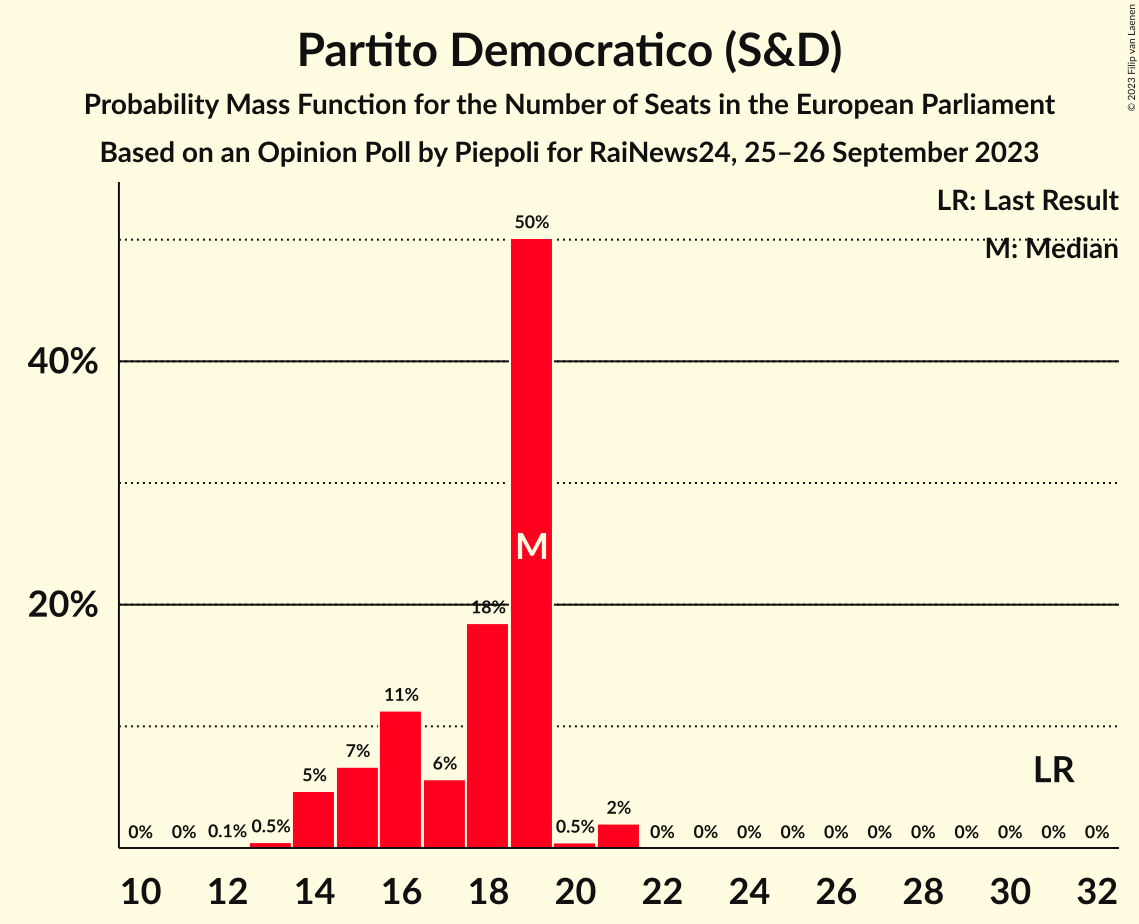 Partito Democratico (S&D)
Probability Mass Function for the Number of Seats in the European Parliament
Based on an Opinion Poll by Piepoli for RaiNews24, 25–26 September 2023
© 2023 Filip van Laenen
LR: Last Result
M: Median
50%
40%
20%
18%
M
11%
7%
6%
5%
2%
LR
0% 0% 0.1% 0.5% 0.5% 0% 0% 0% 0% 0% 0% 0% 0% 0% 0% 0%
10 12 14 16 18 20 22 24 26 28 30 32